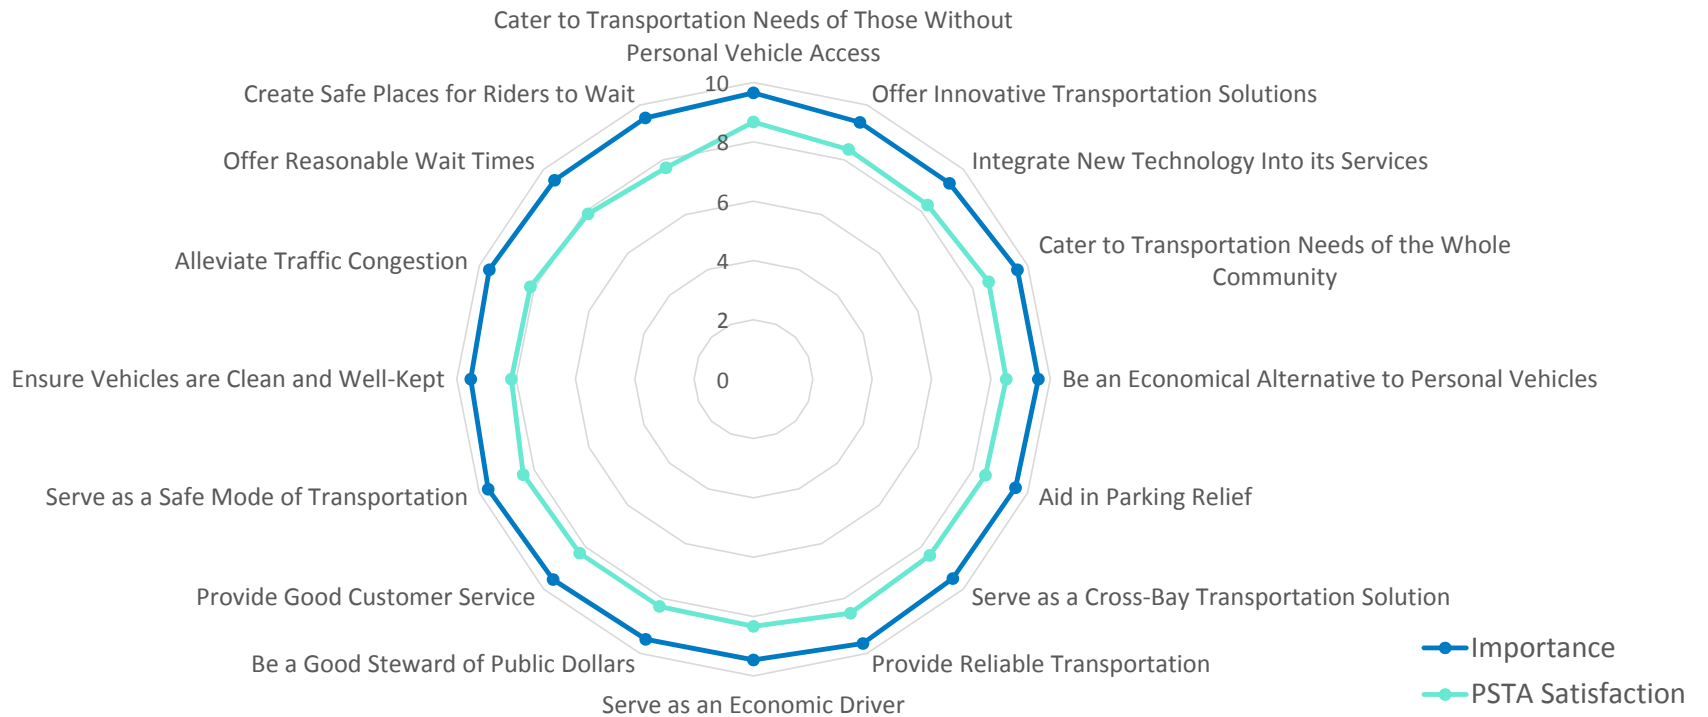 Cater to Transportation Needs of Those Without
Personal Vehicle Access
Offer Innovative Transportation Solutions
Integrate New Technology Into its Services
Cater to Transportation Needs of the Whole
Community
Be an Economical Alternative to Personal Vehicles
Aid in Parking Relief
Serve as a Cross-Bay Transportation Solution
Provide Reliable Transportation
Serve as an Economic Driver
Be a Good Steward of Public Dollars
Provide Good Customer Service
Serve as a Safe Mode of Transportation
Ensure Vehicles are Clean and Well-Kept
Alleviate Traffic Congestion
Offer Reasonable Wait Times
Create Safe Places for Riders to Wait
10
8
6
4
2
0
Importance
PSTA Satisfaction